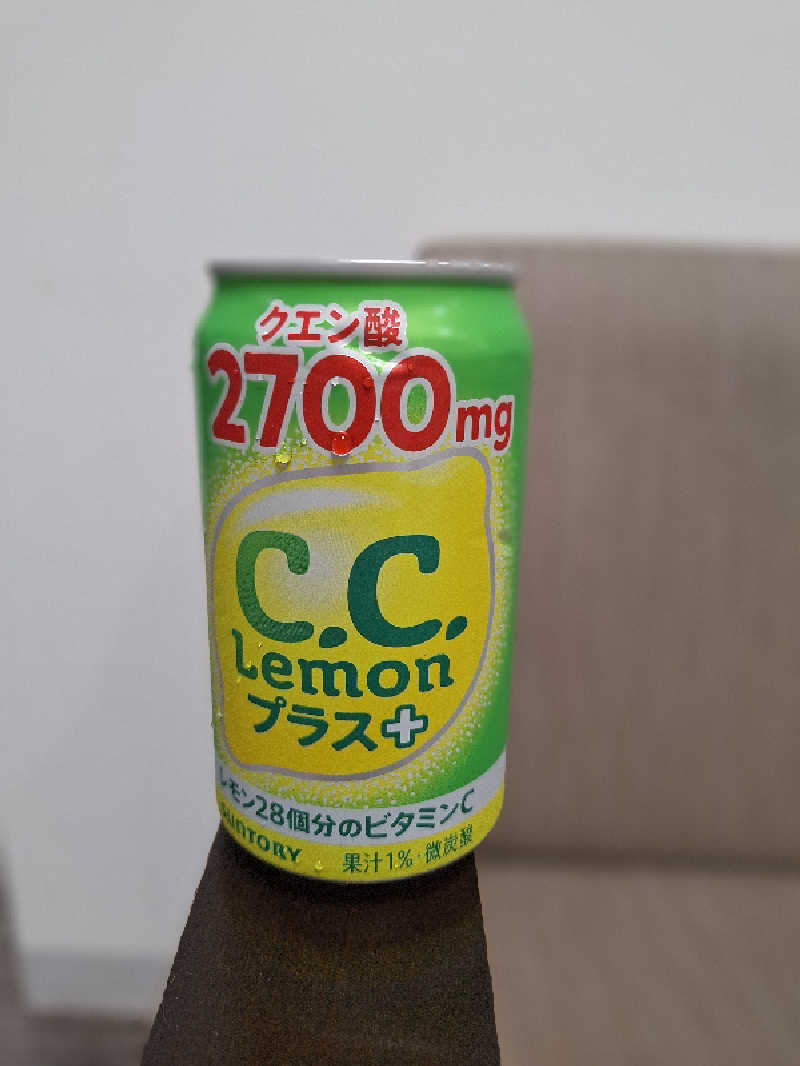 クエン酸
2700mg
C.C.
Lemon
プラス+
レモン28個分のビタミンC
SUNTORY
果汁1%・微炭酸